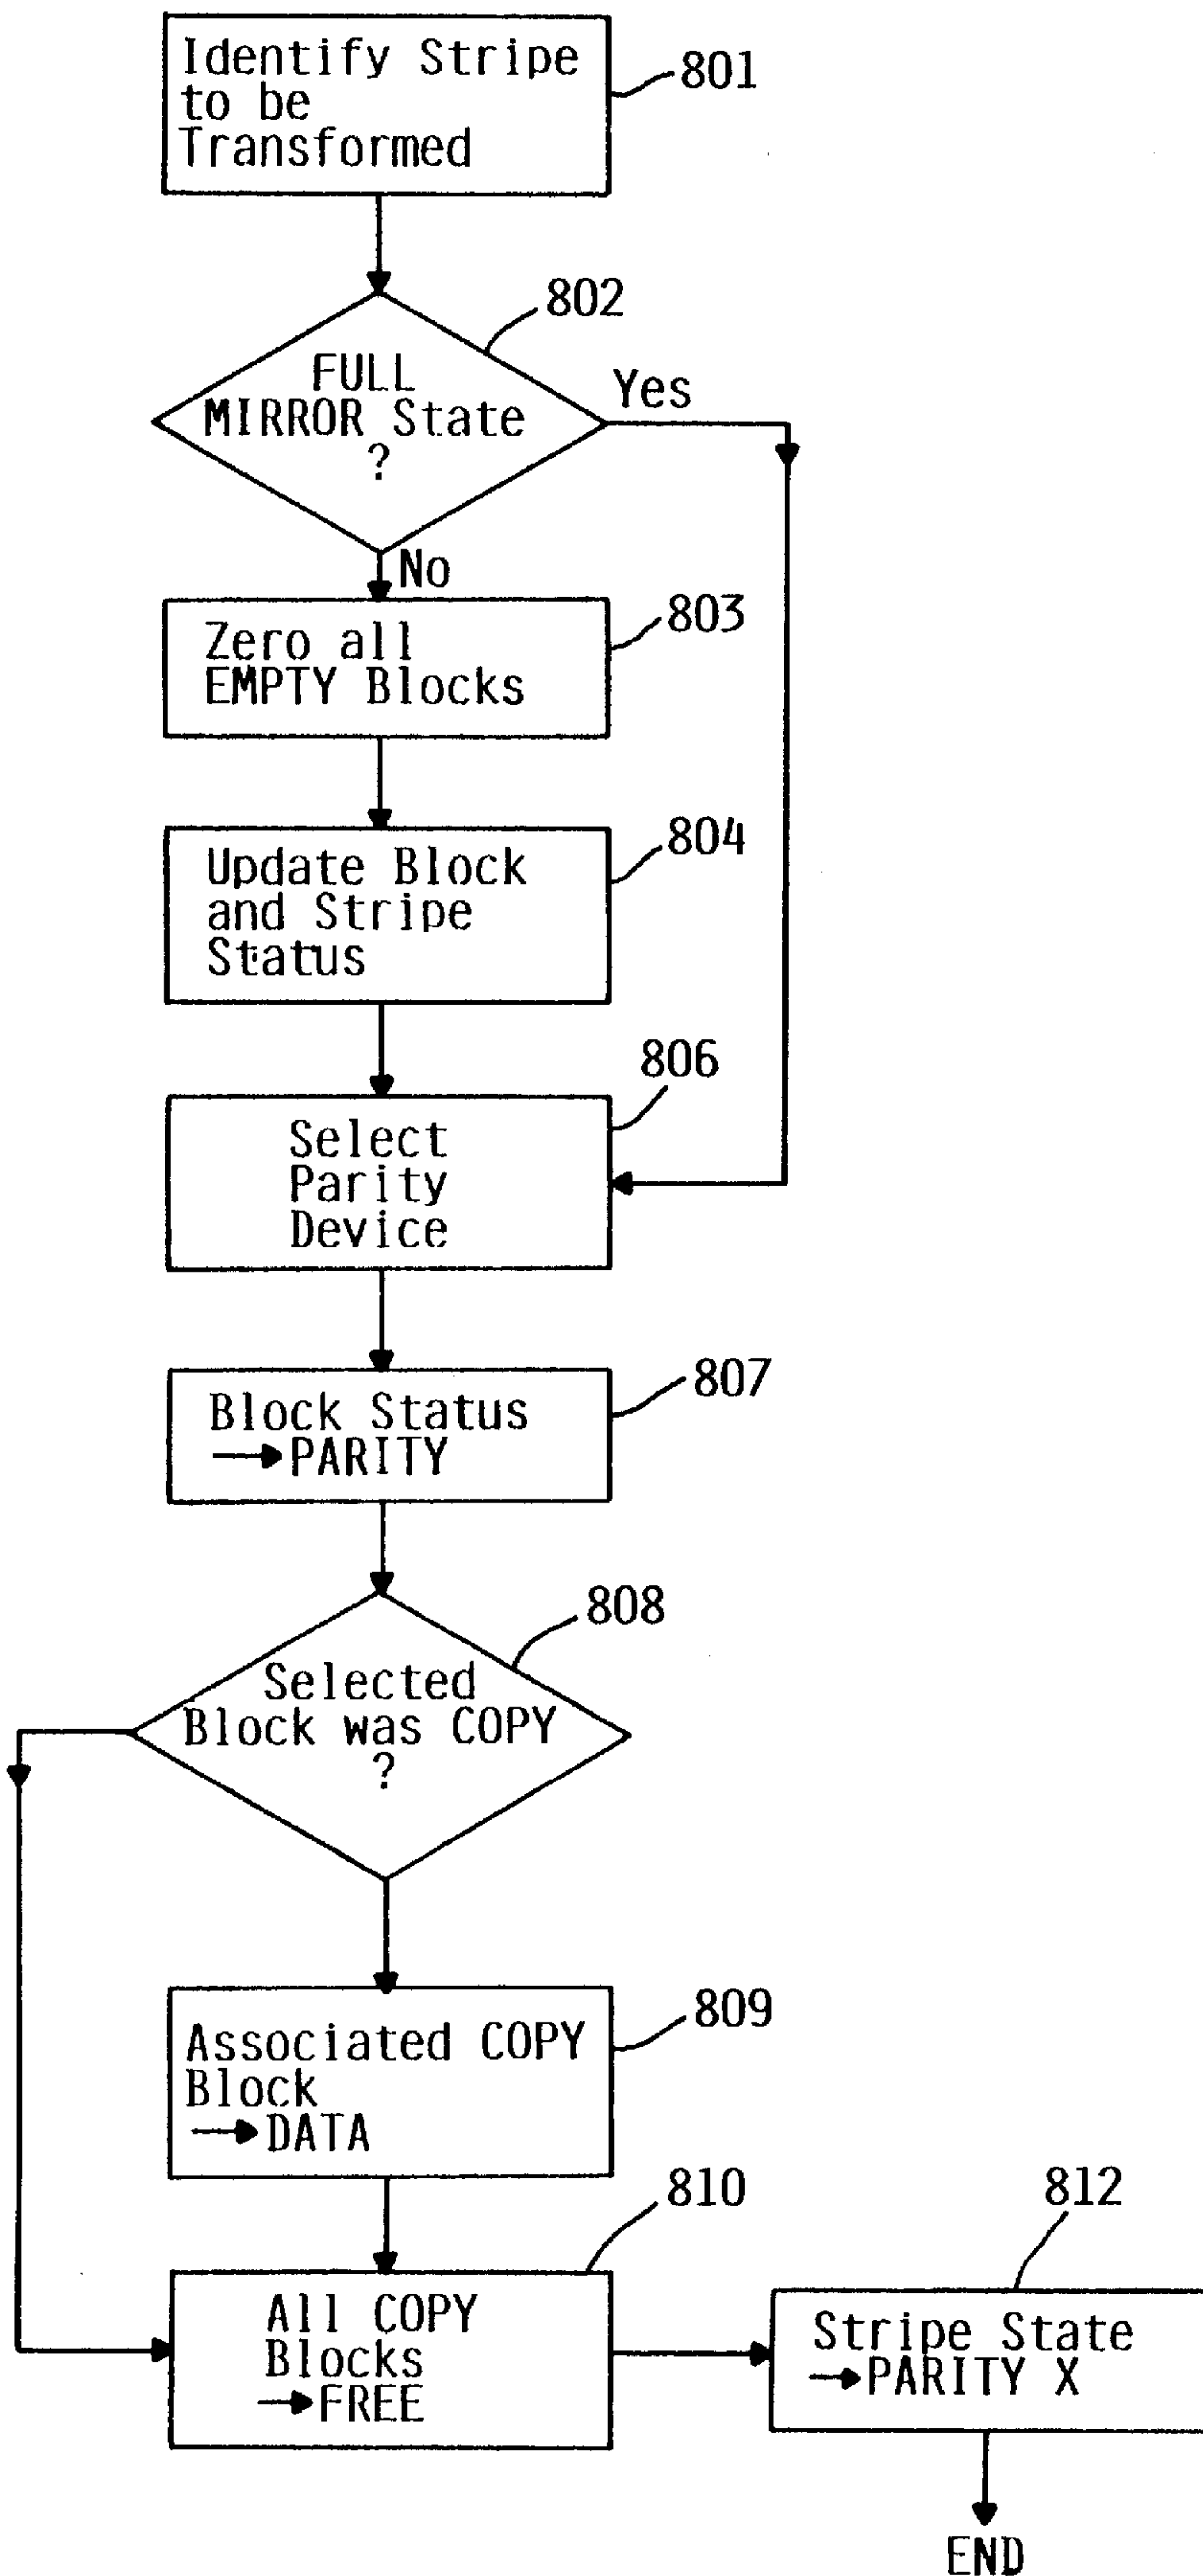 Identify Stripe
to be
Transformed
801
802
FULL
MIRROR State
?
Yes
No
803
Zero all
EMPTY Blocks
804
Update Block
and Stripe
Status
806
Select
Parity
Device
807
Block Status
→PARITY
808
Selected
Block was COPY
?
809
Associated COPY
Block
→DATA
810
All COPY
Blocks
→FREE
812
Stripe State
→PARITY X
END